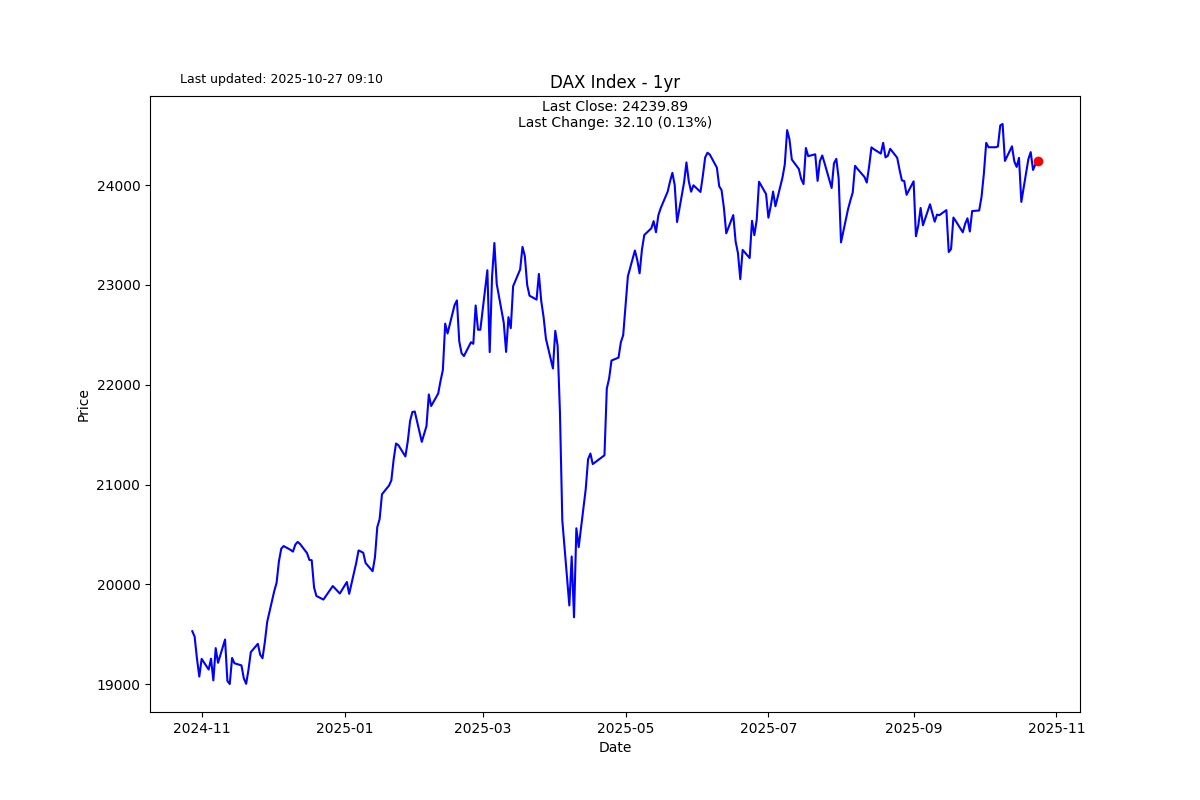 Last updated: 2025-10-27 09:10
DAX Index - 1yr
Last Close: 24239.89
Last Change: 32.10 (0.13%)
24000
23000
22000
21000
20000
19000
Price
2024-11 2025-01 2025-03 2025-05 2025-07 2025-09 2025-11
Date